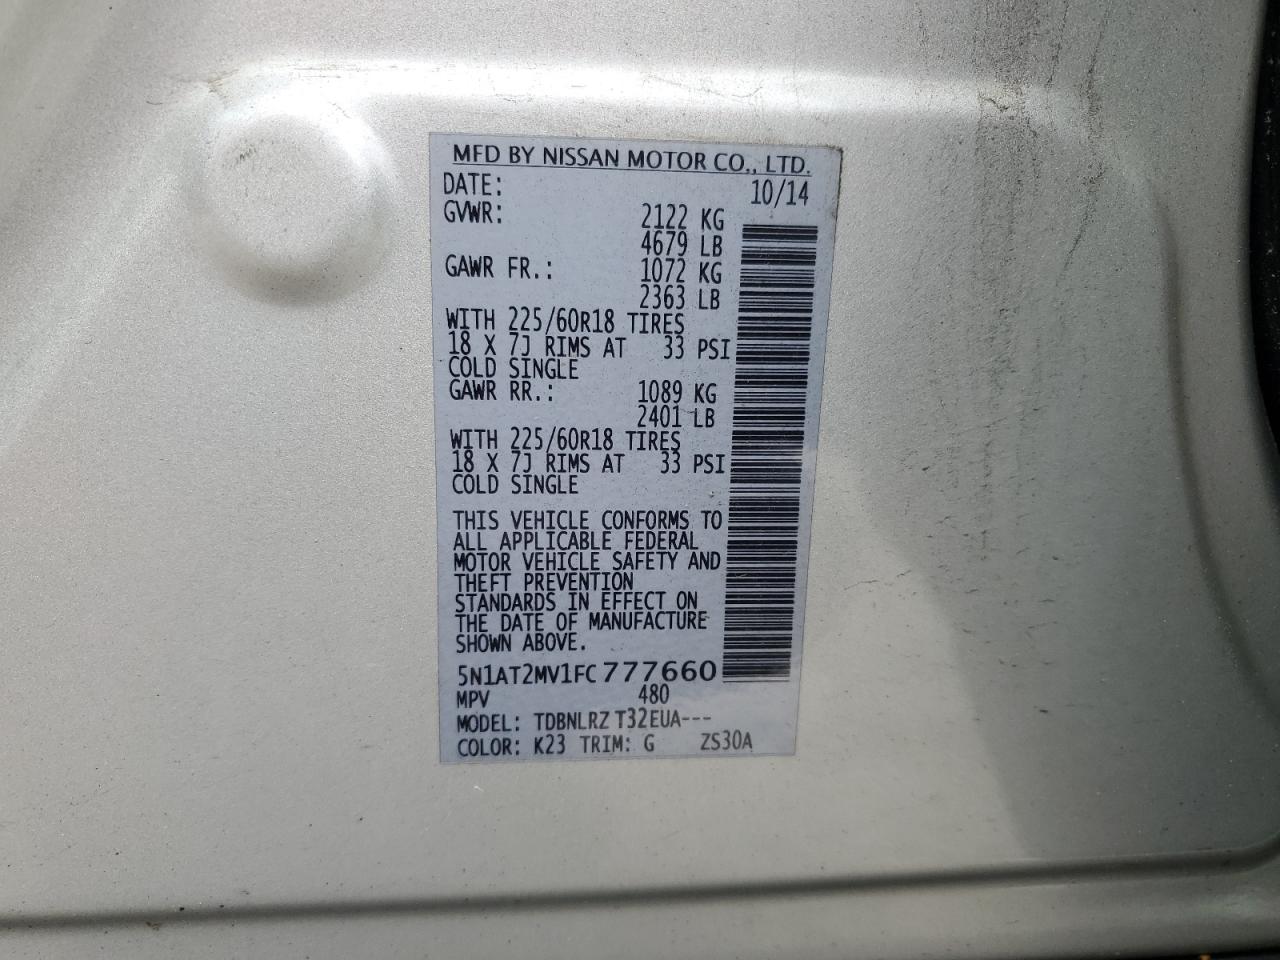 MFD BY NISSAN MOTOR CO., LTD.
DATE: 10/14
GVWR: 2122 KG
4679 LB
GAWR FR.: 1072 KG
2363 LB
WITH 225/60R18 TIRES
18 X 7J RIMS AT 33 PSI
COLD SINGLE
GAWR RR.: 1089 KG
2401 LB
WITH 225/60R18 TIRES
18 X 7J RIMS AT 33 PSI
COLD SINGLE
THIS VEHICLE CONFORMS TO
ALL APPLICABLE FEDERAL
MOTOR VEHICLE SAFETY AND
THEFT PREVENTION
STANDARDS IN EFFECT ON
THE DATE OF MANUFACTURE
SHOWN ABOVE.
5N1AT2MV1FC777660
MPV 480
MODEL: TDBNLRZ T32EUA---
COLOR: K23 TRIM: G ZS30A